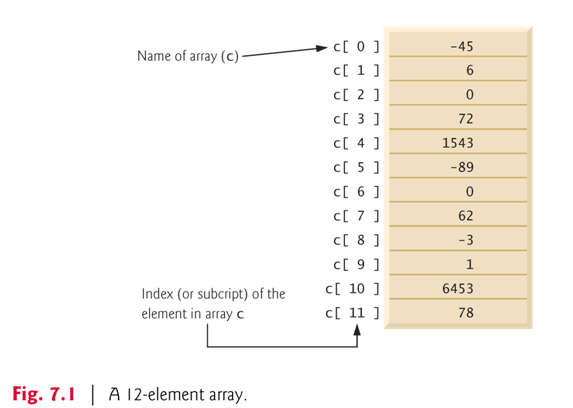 Name of array (c)
c[ 0 ] -45
c[ 1 ] 6
c[ 2 ] 0
c[ 3 ] 72
c[ 4 ] 1543
c[ 5 ] -89
c[ 6 ] 0
c[ 7 ] 62
c[ 8 ] -3
c[ 9 ] 1
Index (or subcript) of the
element in array c
c[ 10 ] 6453
c[ 11 ] 78
Fig. 7.1 | A 12-element array.